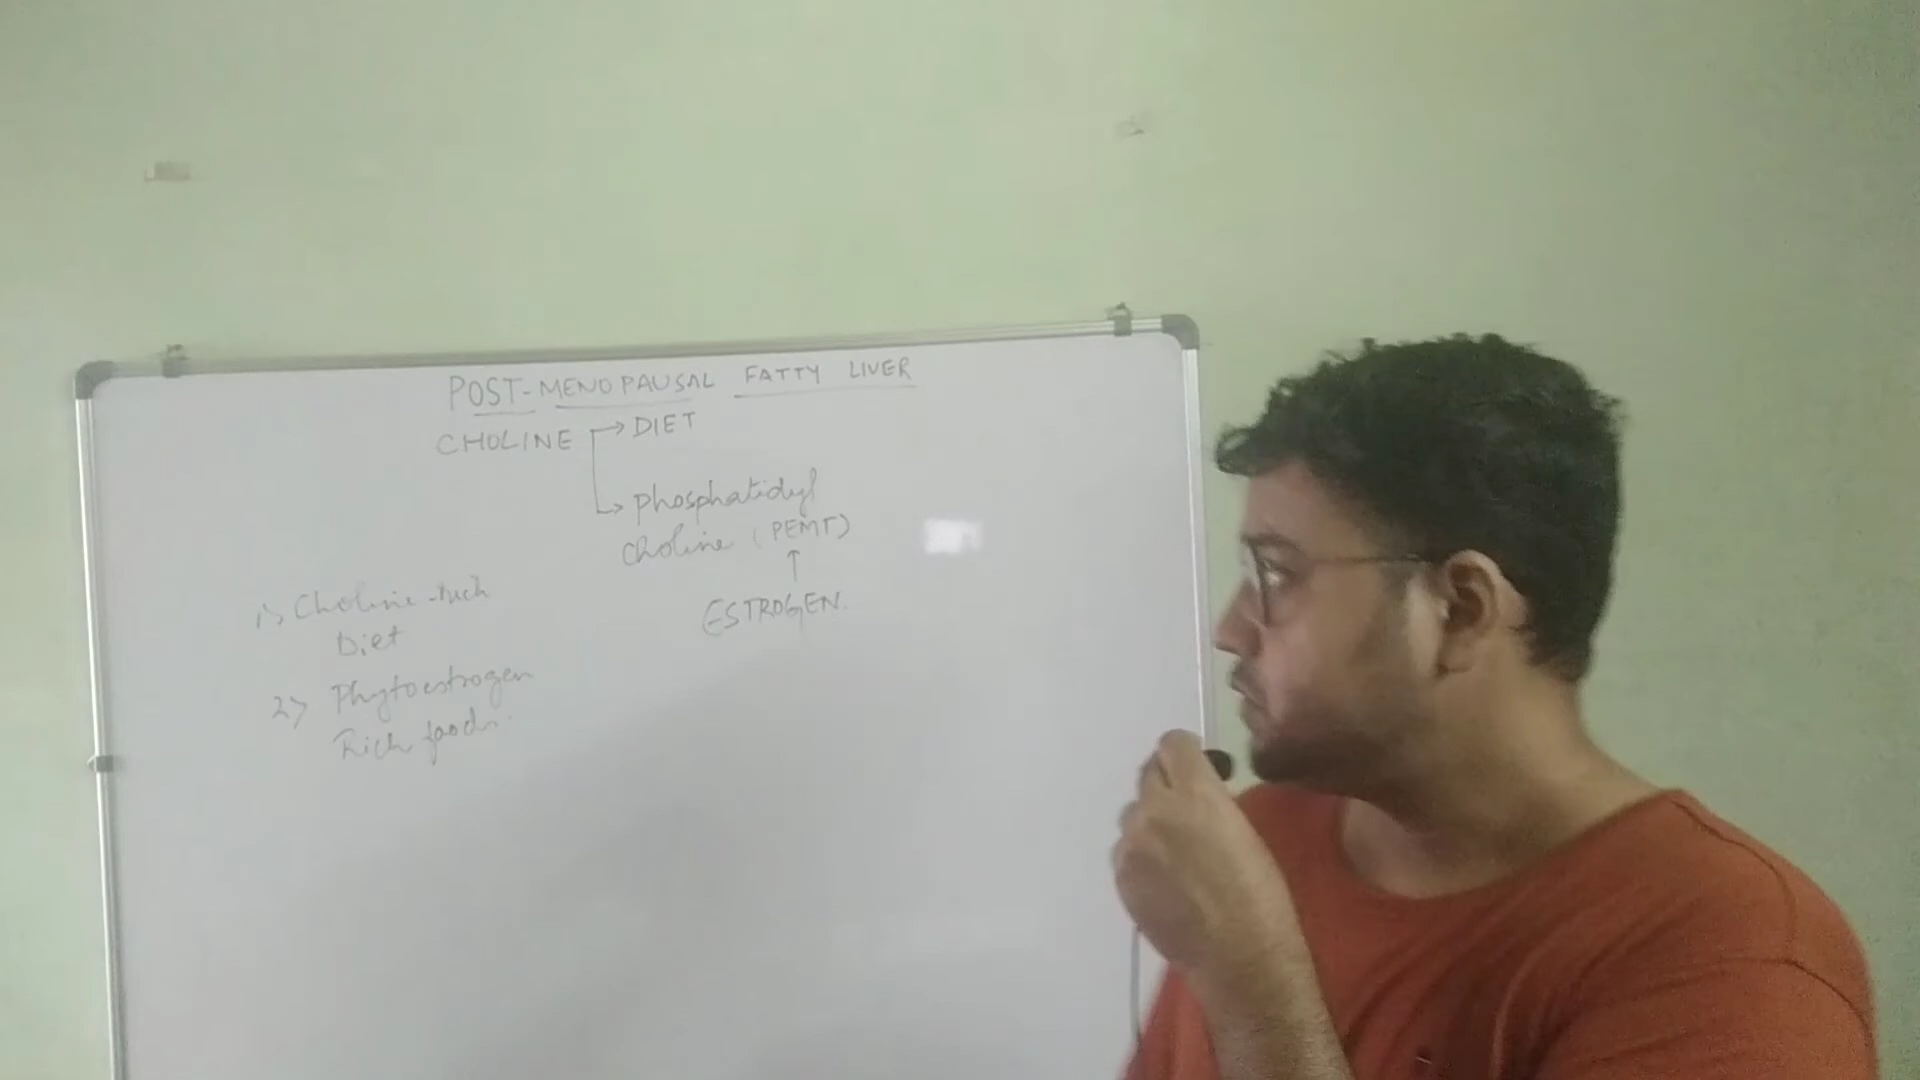 POST-MENOPAUSAL FATTY LIVER
CHOLINE → DIET
↳ phosphatidyl
choline (PEMT)
↑
ESTROGEN.
1) Choline-rich
Diet
2) Phytoestrogen
Rich foods.